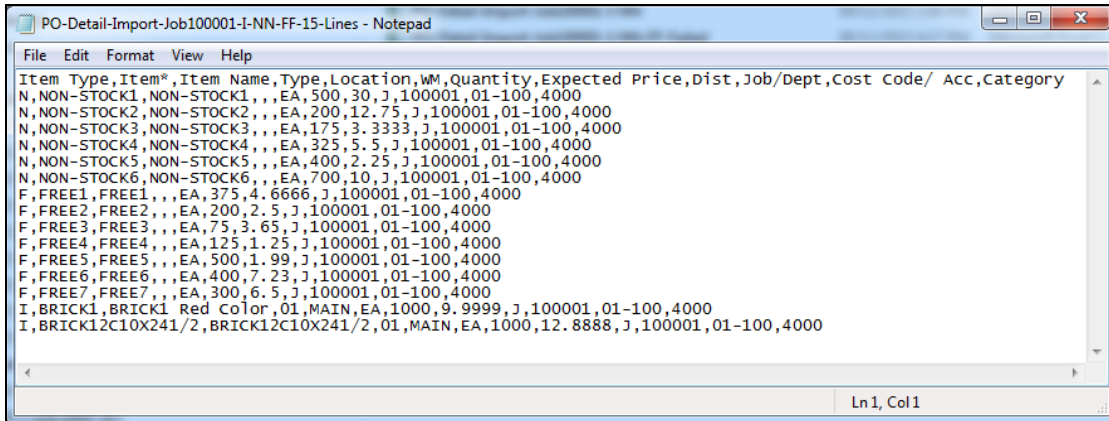 PO-Detail-Import-Job100001-I-NN-FF-15-Lines - Notepad
File Edit Format View Help
Item Type,Item*,Item Name,Type,Location,WM,Quantity,Expected Price,Dist,Job/Dept,Cost Code/ Acc,Category
N,NON-STOCK1,NON-STOCK1,,,EA,500,30,J,100001,01-100,4000
N,NON-STOCK2,NON-STOCK2,,,EA,200,12.75,J,100001,01-100,4000
N,NON-STOCK3,NON-STOCK3,,,EA,175,3.3333,J,100001,01-100,4000
N,NON-STOCK4,NON-STOCK4,,,EA,325,5.5,J,100001,01-100,4000
N,NON-STOCK5,NON-STOCK5,,,EA,400,2.25,J,100001,01-100,4000
N,NON-STOCK6,NON-STOCK6,,,EA,700,10,J,100001,01-100,4000
F,FREE1,FREE1,,,EA,375,4.6666,J,100001,01-100,4000
F,FREE2,FREE2,,,EA,200,2.5,J,100001,01-100,4000
F,FREE3,FREE3,,,EA,75,3.65,J,100001,01-100,4000
F,FREE4,FREE4,,,EA,125,1.25,J,100001,01-100,4000
F,FREE5,FREE5,,,EA,500,1.99,J,100001,01-100,4000
F,FREE6,FREE6,,,EA,400,7.23,J,100001,01-100,4000
F,FREE7,FREE7,,,EA,300,6.5,J,100001,01-100,4000
I,BRICK1,BRICK1 Red Color,01,MAIN,EA,1000,9.9999,J,100001,01-100,4000
I,BRICK12C10X241/2,BRICK12C10X241/2,01,MAIN,EA,1000,12.8888,J,100001,01-100,4000
Ln 1, Col 1